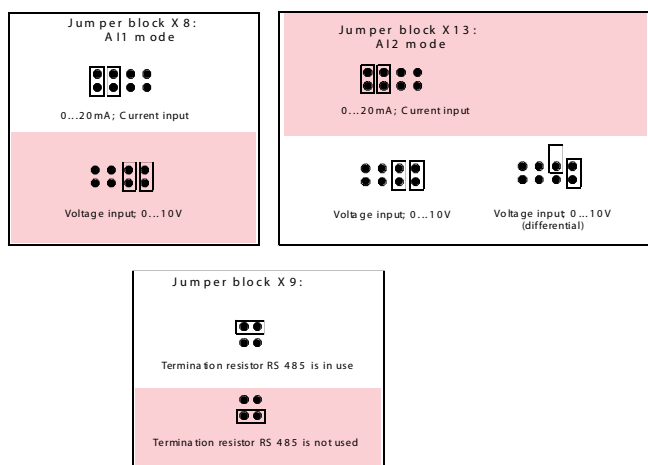 Jumper block X8:
AI1 mode
0...20mA; Current input
Voltage input; 0...10V
Jumper block X13:
AI2 mode
0...20mA; Current input
Voltage input; 0...10V
Voltage input; 0...10V
(differential)
Jumper block X9:
Termination resistor RS 485 is in use
Termination resistor RS 485 is not used